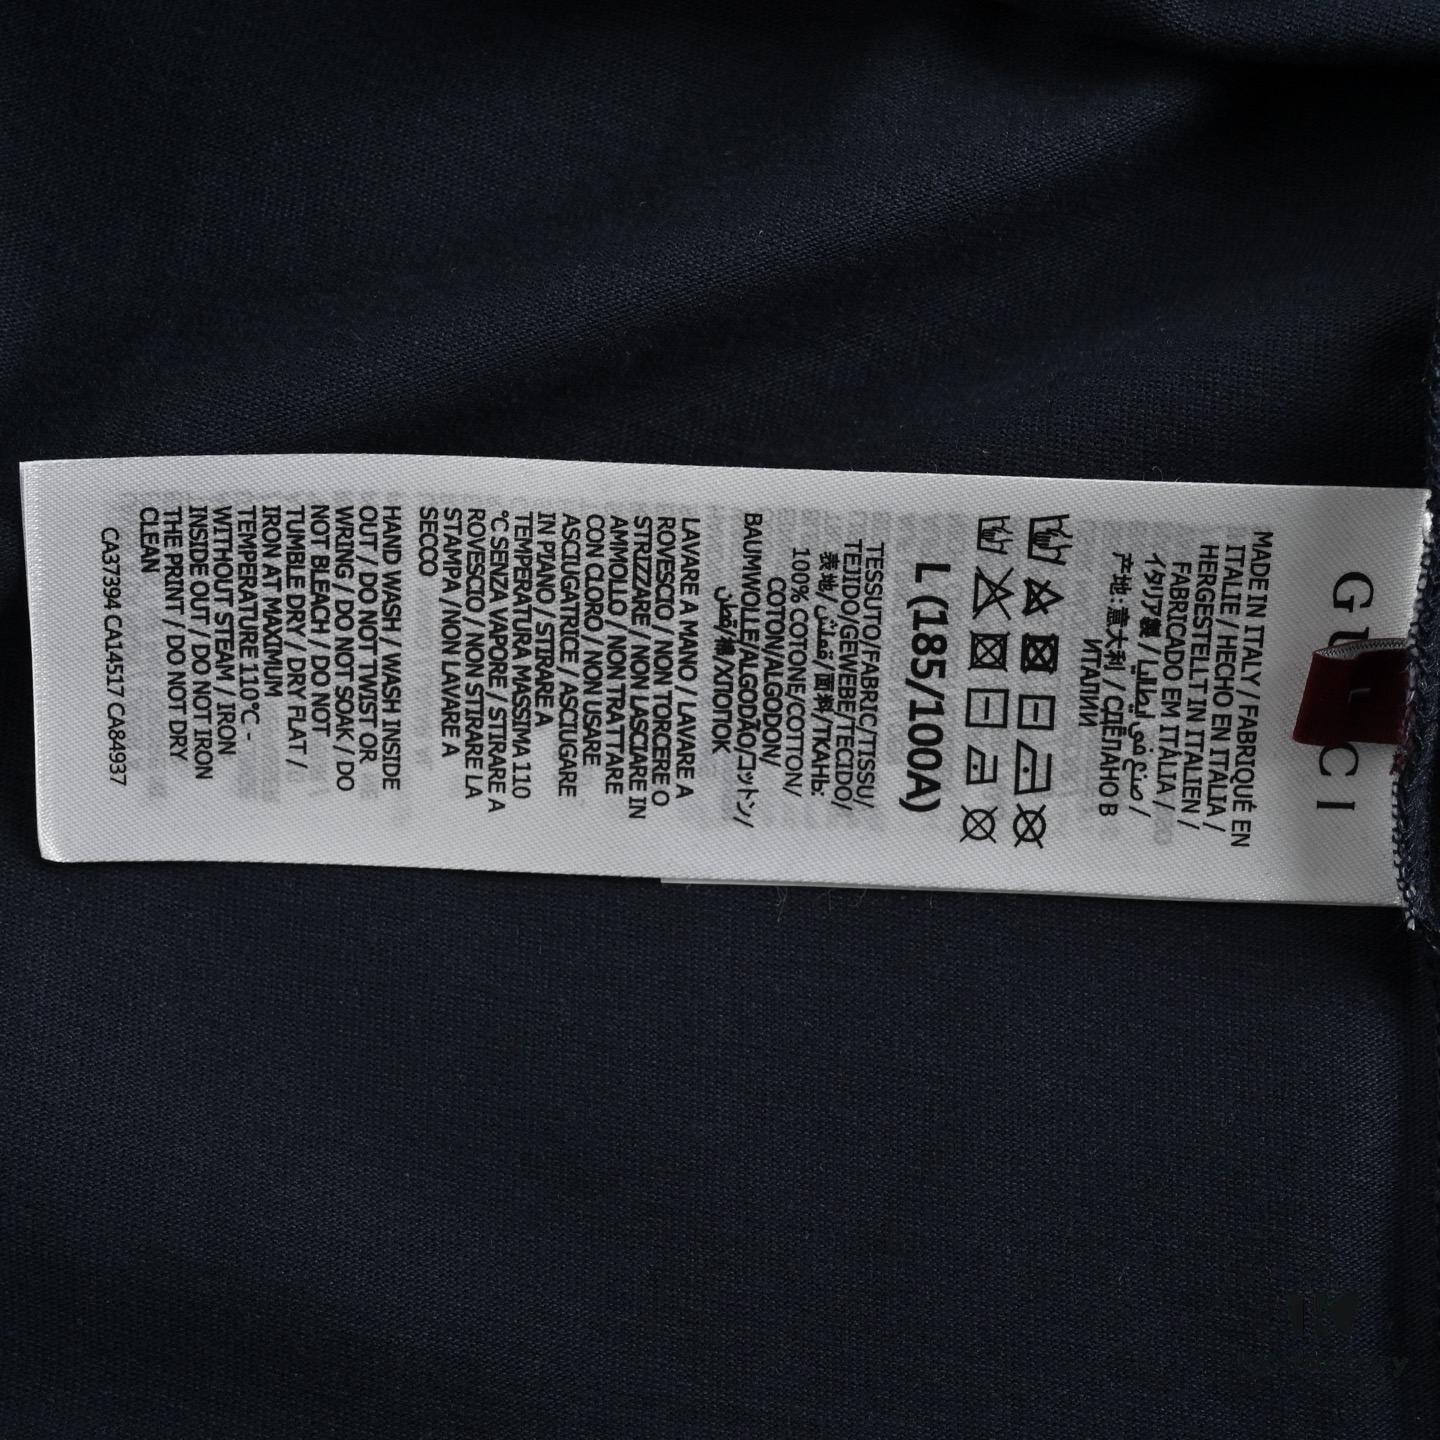 GUCCI
MADE IN ITALY / FABRIQUÉ EN
ITALIE / HECHO EN ITALIA /
HERGESTELLT IN ITALIEN /
FABRICADO EM ITÁLIA /
イタリア製 / صنع في إيطاليا /
产地:意大利 / СДЕЛАНО В
ИТАЛИИ
L (185/100A)
TESSUTO/FABRIC/TISSU/
TEJIDO/GEWEBE/TECIDO/
表地/قماش/面料/ТКАНЬ:
100% COTONE/COTTON/
COTON/ALGODON/
BAUMWOLLE/ALGODÃO/コットン/
قطن/棉/ХЛОПОК
LAVARE A MANO / LAVARE A
ROVESCIO / NON TORCERE O
STRIZZARE / NON LASCIARE IN
AMMOLLO / NON TRATTARE
CON CLORO / NON USARE
ASCIUGATRICE / ASCIUGARE
IN PIANO / STIRARE A
TEMPERATURA MASSIMA 110
°C SENZA VAPORE / STIRARE A
ROVESCIO / NON STIRARE LA
STAMPA /NON LAVARE A
SECCO
HAND WASH / WASH INSIDE
OUT / DO NOT TWIST OR
WRING / DO NOT SOAK / DO
NOT BLEACH / DO NOT
TUMBLE DRY / DRY FLAT /
IRON AT MAXIMUM
TEMPERATURE 110°C -
WITHOUT STEAM / IRON
INSIDE OUT / DO NOT IRON
THE PRINT / DO NOT DRY
CLEAN
CA37394 CA14517 CA84937